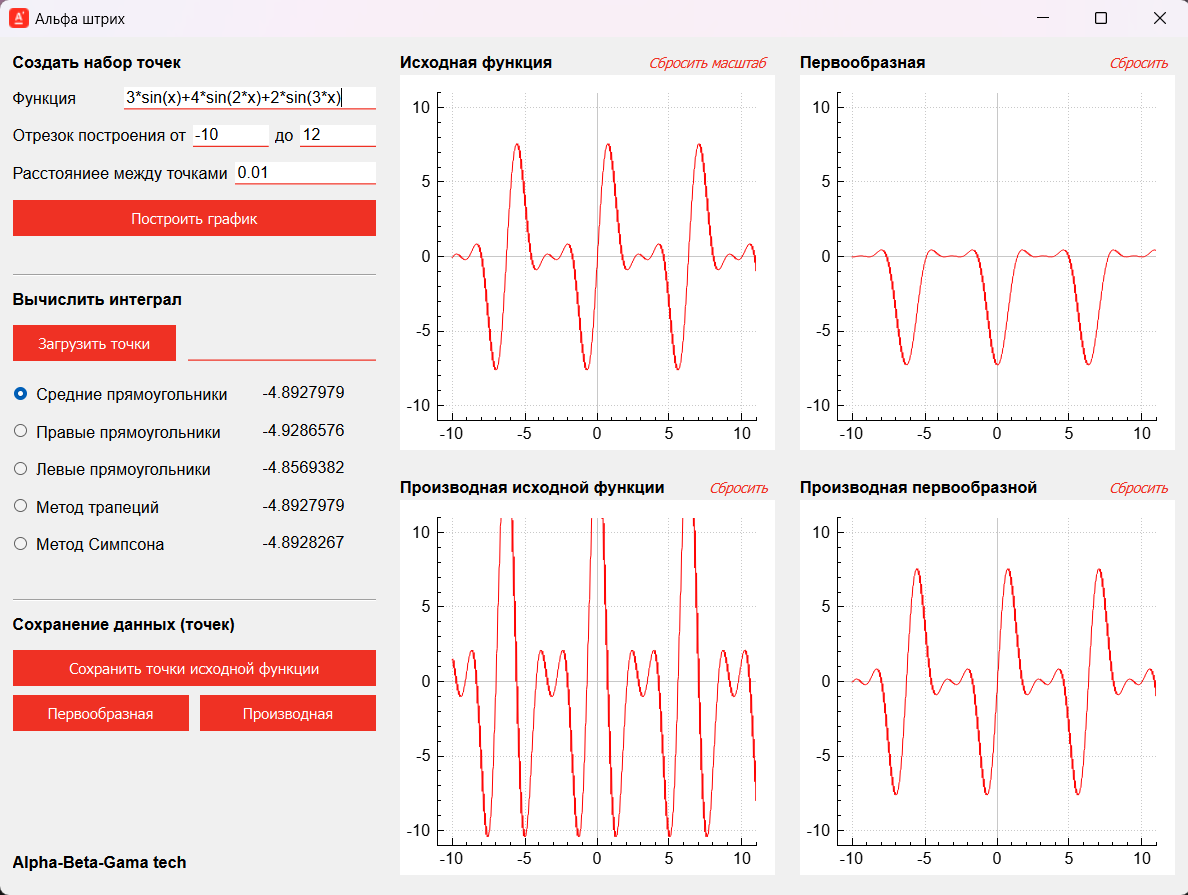 Альфа штрих
Создать набор точек
Функция 3*sin(x)+4*sin(2*x)+2*sin(3*x)
Отрезок построения от -10 до 12
Расстояниее между точками 0.01
Построить график
Вычислить интеграл
Загрузить точки
Средние прямоугольники -4.8927979
Правые прямоугольники -4.9286576
Левые прямоугольники -4.8569382
Метод трапеций -4.8927979
Метод Симпсона -4.8928267
Сохранение данных (точек)
Сохранить точки исходной функции
Первообразная Производная
Alpha-Beta-Gama tech
Исходная функция Сбросить масштаб
10
5
0
-5
-10
-10 -5 0 5 10
Первообразная Сбросить
10
5
0
-5
-10
-10 -5 0 5 10
Производная исходной функции Сбросить
10
5
0
-5
-10
-10 -5 0 5 10
Производная первообразной Сбросить
10
5
0
-5
-10
-10 -5 0 5 10